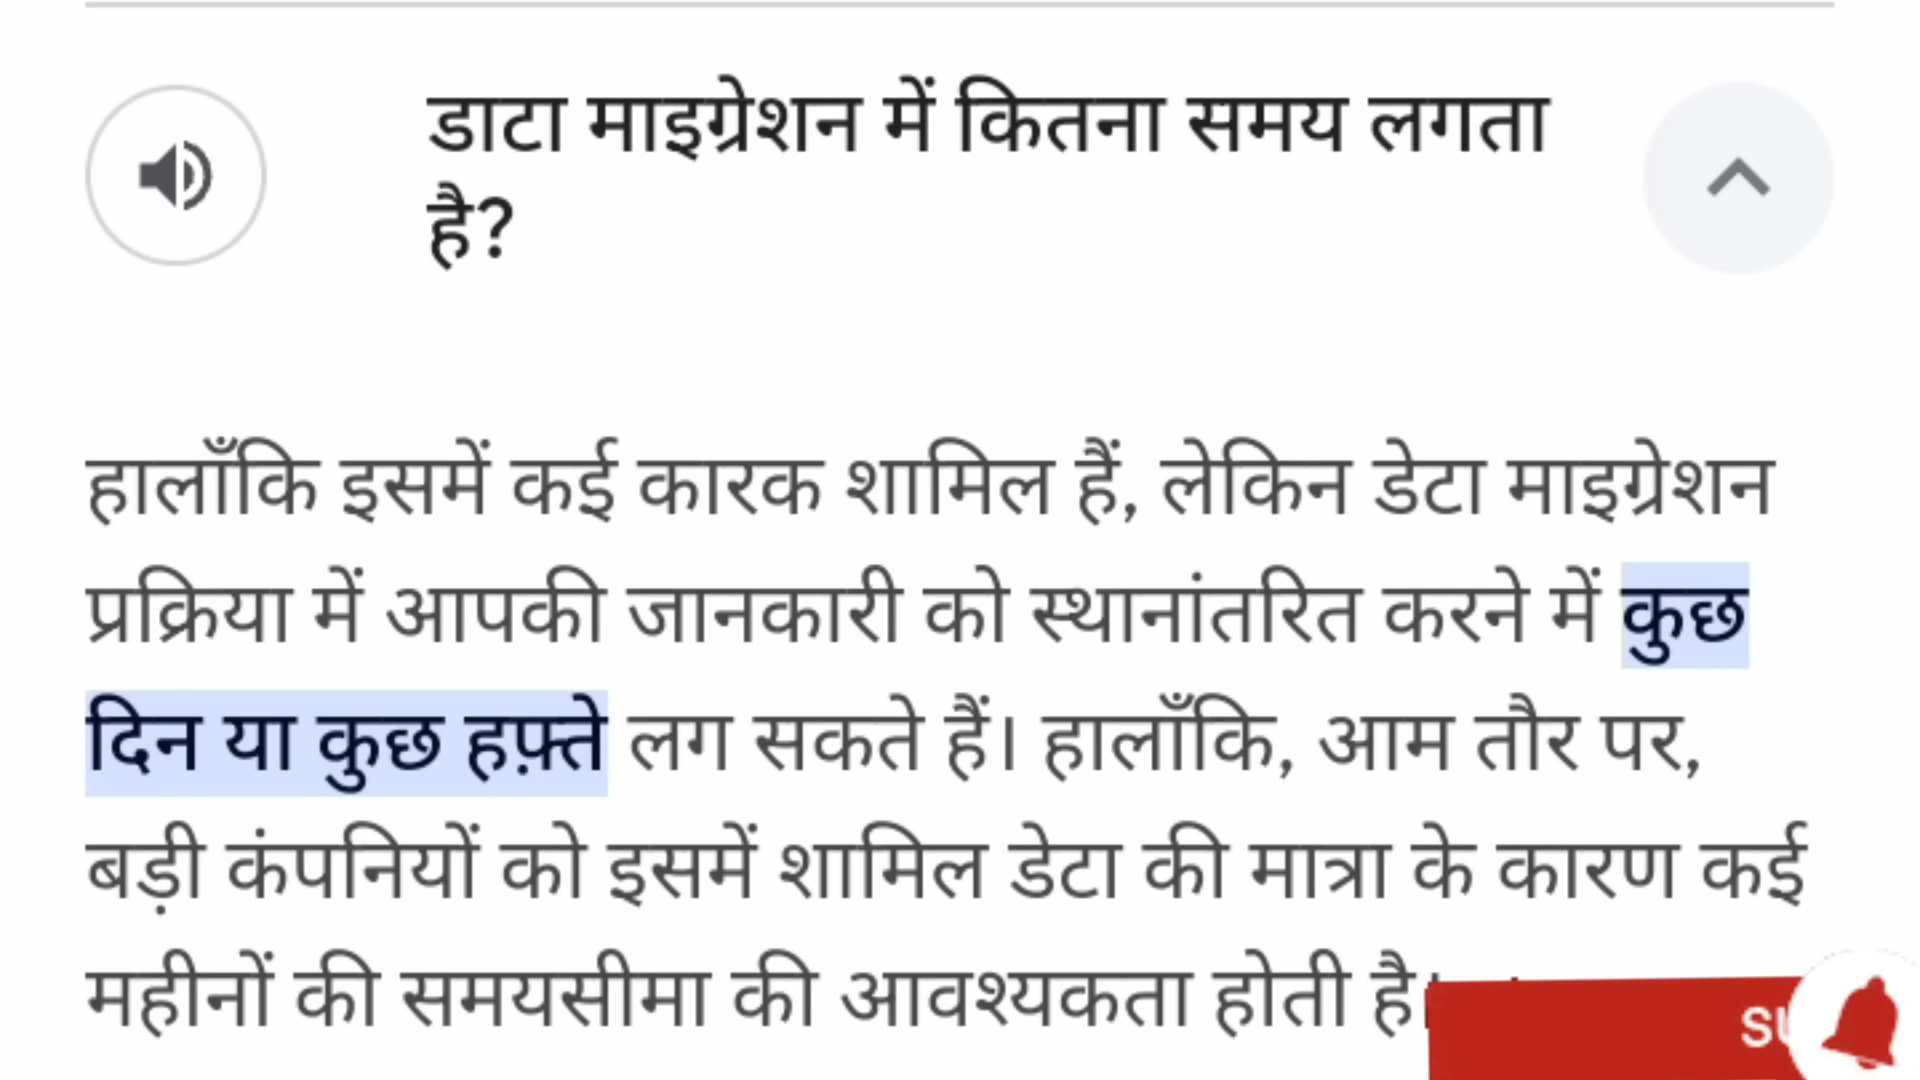 डाटा माइग्रेशन में कितना समय लगता
है?
हालाँकि इसमें कई कारक शामिल हैं, लेकिन डेटा माइग्रेशन
प्रक्रिया में आपकी जानकारी को स्थानांतरित करने में कुछ
दिन या कुछ हफ़्ते लग सकते हैं। हालाँकि, आम तौर पर,
बड़ी कंपनियों को इसमें शामिल डेटा की मात्रा के कारण कई
महीनों की समयसीमा की आवश्यकता होती है